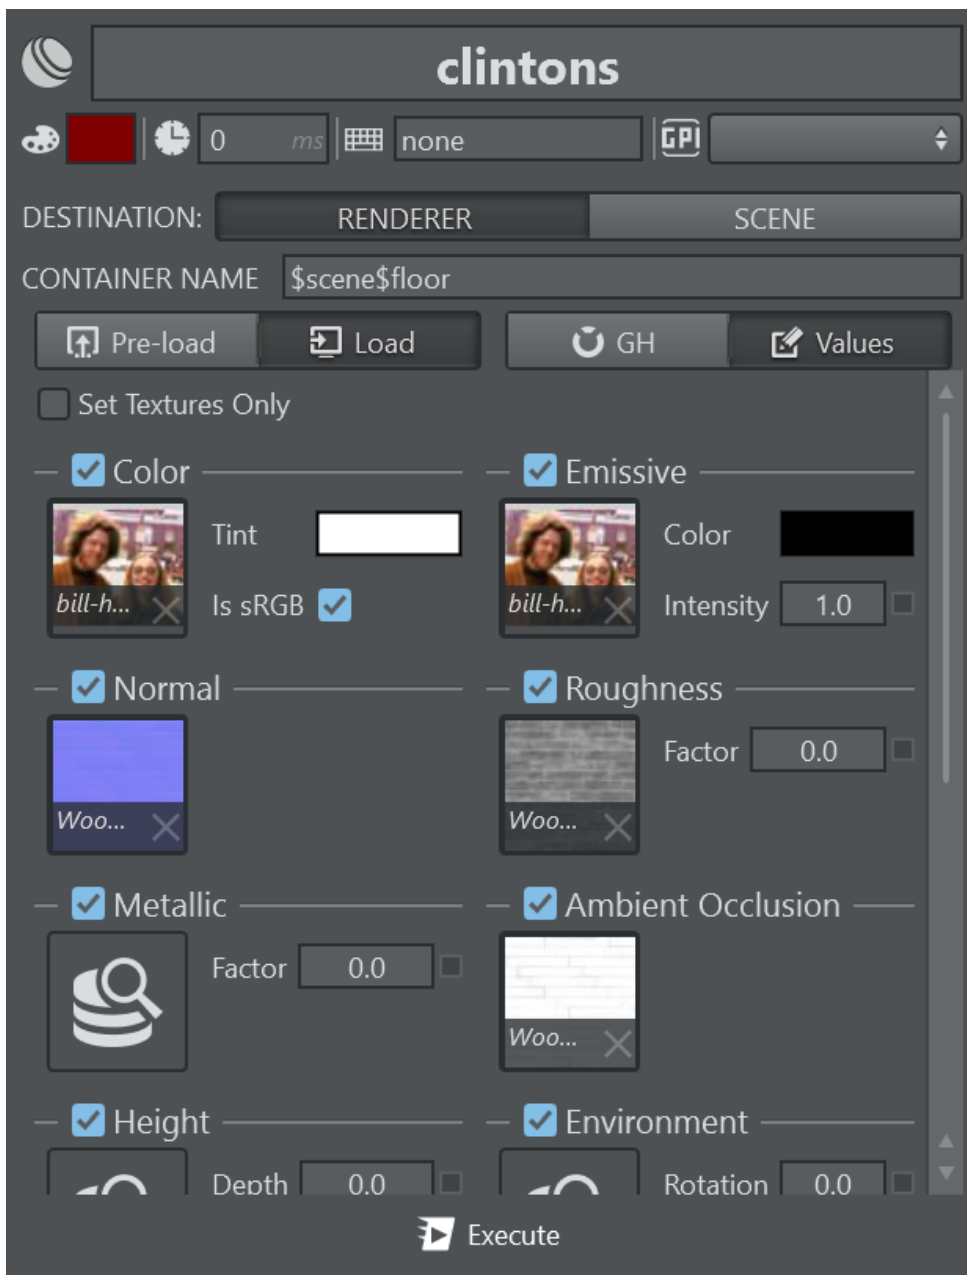 clintons
0 ms none GPI
DESTINATION: RENDERER SCENE
CONTAINER NAME $scene$floor
Pre-load Load GH Values
Set Textures Only
Color Emissive
Tint Color
bill-h... Is sRGB bill-h... Intensity 1.0
Normal Roughness
Factor 0.0
Woo... Woo...
Metallic Ambient Occlusion
Factor 0.0
Woo...
Height Environment
Depth 0.0 Rotation 0.0
Execute